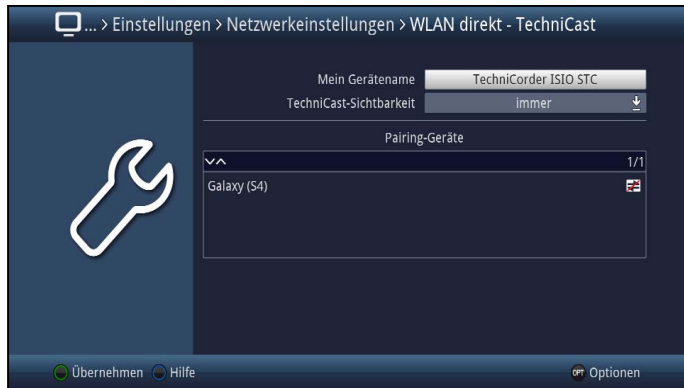 ... > Einstellungen > Netzwerkeinstellungen > WLAN direkt - TechniCast
Mein Gerätename TechniCorder ISIO STC
TechniCast-Sichtbarkeit immer
Pairing-Geräte
1/1
Galaxy (S4)
Übernehmen Hilfe OPT Optionen